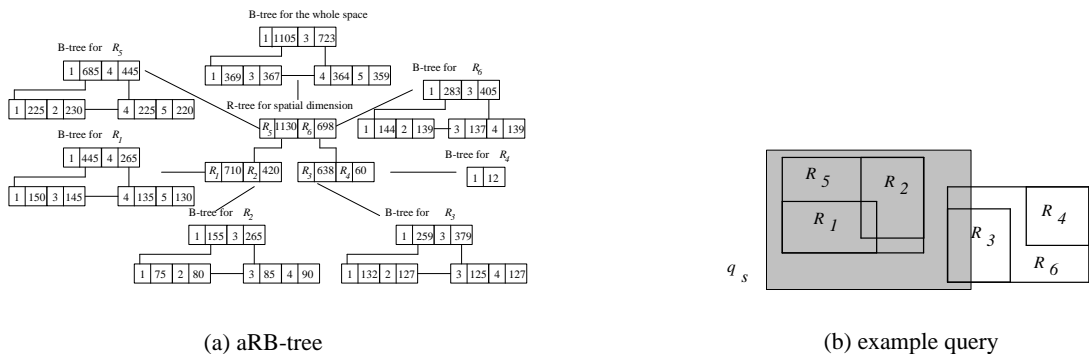 B-tree for the whole space
1 1105 3 723
1 369 3 367
4 364 5 359
B-tree for R5
1 685 4 445
1 225 2 230
4 225 5 220
B-tree for R6
1 283 3 405
1 144 2 139
3 137 4 139
R-tree for spatial dimension
R5 1130 R6 698
R1 710 R2 420
R3 638 R4 60
B-tree for R1
1 445 4 265
1 150 3 145
4 135 5 130
B-tree for R4
1 12
B-tree for R2
1 155 3 265
1 75 2 80
3 85 4 90
B-tree for R3
1 259 3 379
1 132 2 127
3 125 4 127
(a) aRB-tree
R5
R2
R1
R4
R3
R6
qs
(b) example query